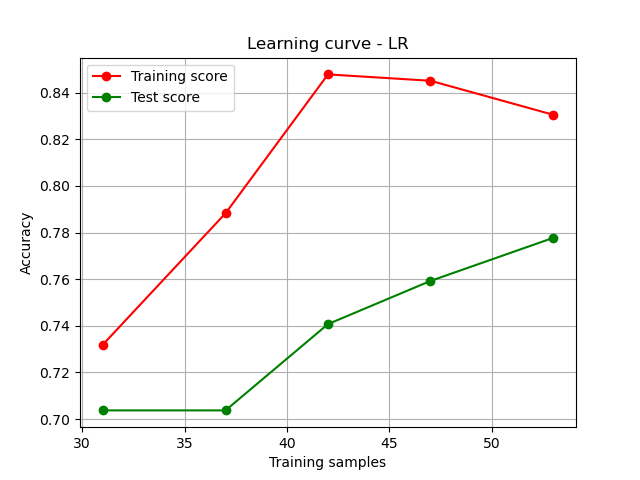 Learning curve - LR
Training score
Test score
0.84
0.82
0.80
0.78
0.76
0.74
0.72
0.70
Accuracy
30 35 40 45 50
Training samples